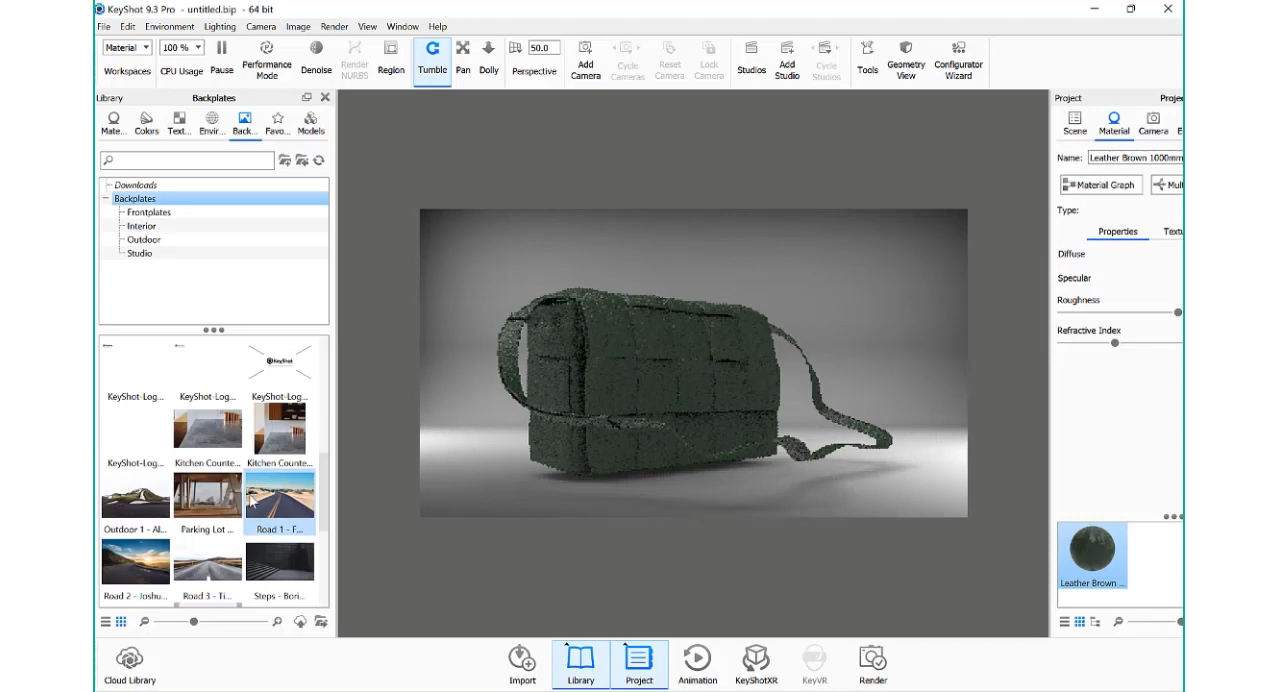 KeyShot 9.3 Pro - untitled.bip - 64 bit
File Edit Environment Lighting Camera Image Render View Window Help
Material 100 % 50.0
Workspaces CPU Usage Pause Performance Mode Denoise Render NURBS Region Tumble Pan Dolly Perspective Add Camera Cycle Cameras Reset Camera Lock Camera Studios Add Studio Cycle Studios Tools Geometry View Configurator Wizard
Library Backplates
Mate... Colors Text... Envir... Back... Favo... Models
Downloads
Backplates
Frontplates
Interior
Outdoor
Studio
KeyShot
KeyShot-Log... KeyShot-Log... KeyShot-Log...
KeyShot-Log... Kitchen Counte... Kitchen Counte...
Outdoor 1 - Al... Parking Lot ... Road 1 - F...
Road 2 - Joshu... Road 3 - Ti... Steps - Bori...
Project Projec
Scene Material Camera E
Name: Leather Brown 1000mm
Material Graph Mult
Type:
Properties Textu
Diffuse
Specular
Roughness
Refractive Index
Leather Brown ...
Cloud Library Import Library Project Animation KeyShotXR KeyVR Render